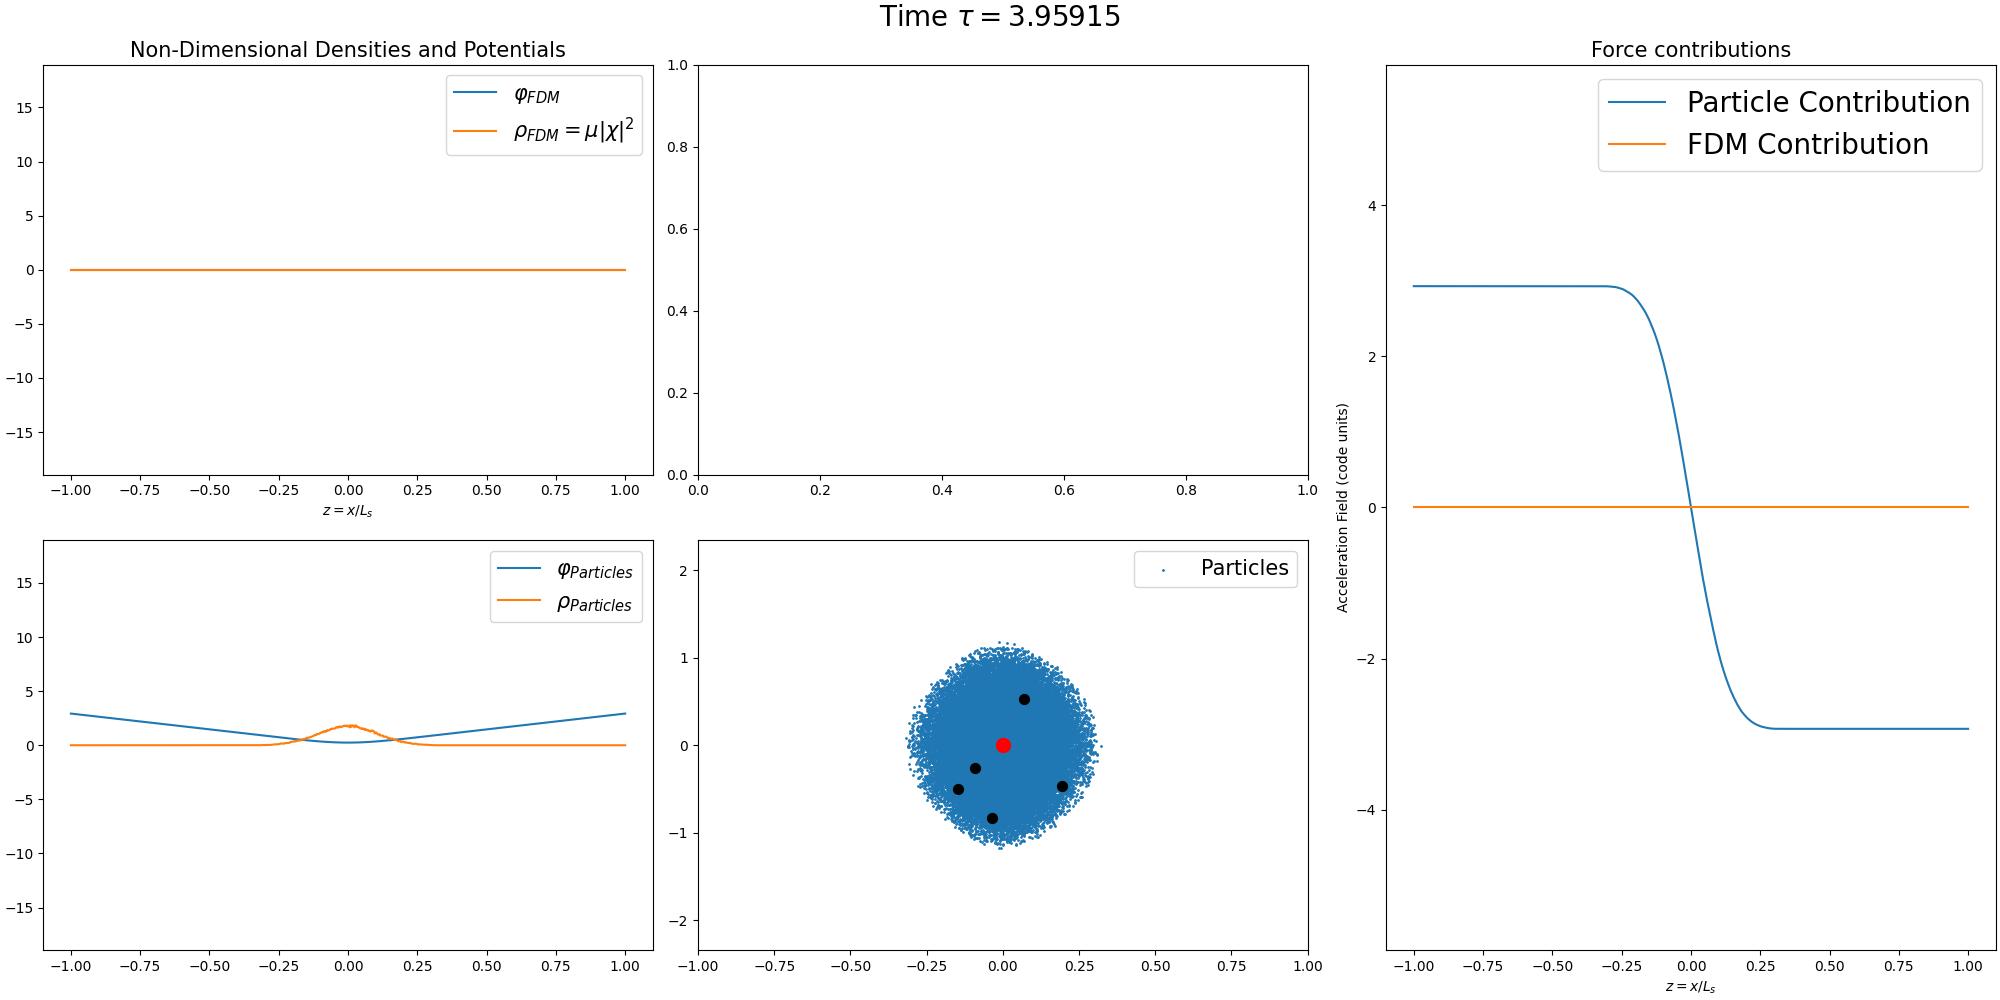 Time τ = 3.95915
Non-Dimensional Densities and Potentials
φ_FDM
ρ_FDM = μ|χ|²
15
10
5
0
−5
−10
−15
−1.00 −0.75 −0.50 −0.25 0.00 0.25 0.50 0.75 1.00
z = x/L_s
1.0
0.8
0.6
0.4
0.2
0.0
0.0 0.2 0.4 0.6 0.8 1.0
φ_Particles
ρ_Particles
15
10
5
0
−5
−10
−15
−1.00 −0.75 −0.50 −0.25 0.00 0.25 0.50 0.75 1.00
Particles
2
1
0
−1
−2
−1.00 −0.75 −0.50 −0.25 0.00 0.25 0.50 0.75 1.00
Force contributions
Particle Contribution
FDM Contribution
Acceleration Field (code units)
4
2
0
−2
−4
−1.00 −0.75 −0.50 −0.25 0.00 0.25 0.50 0.75 1.00
z = x/L_s